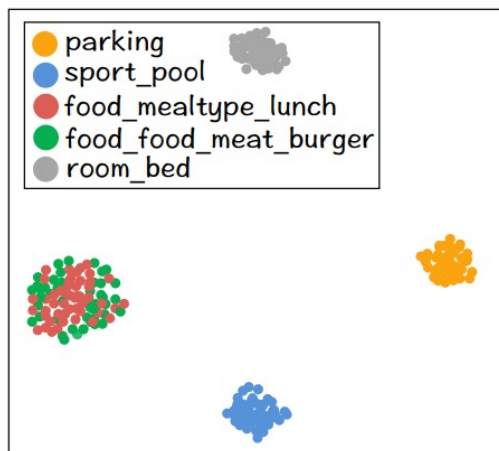 parking
sport_pool
food_mealtype_lunch
food_food_meat_burger
room_bed